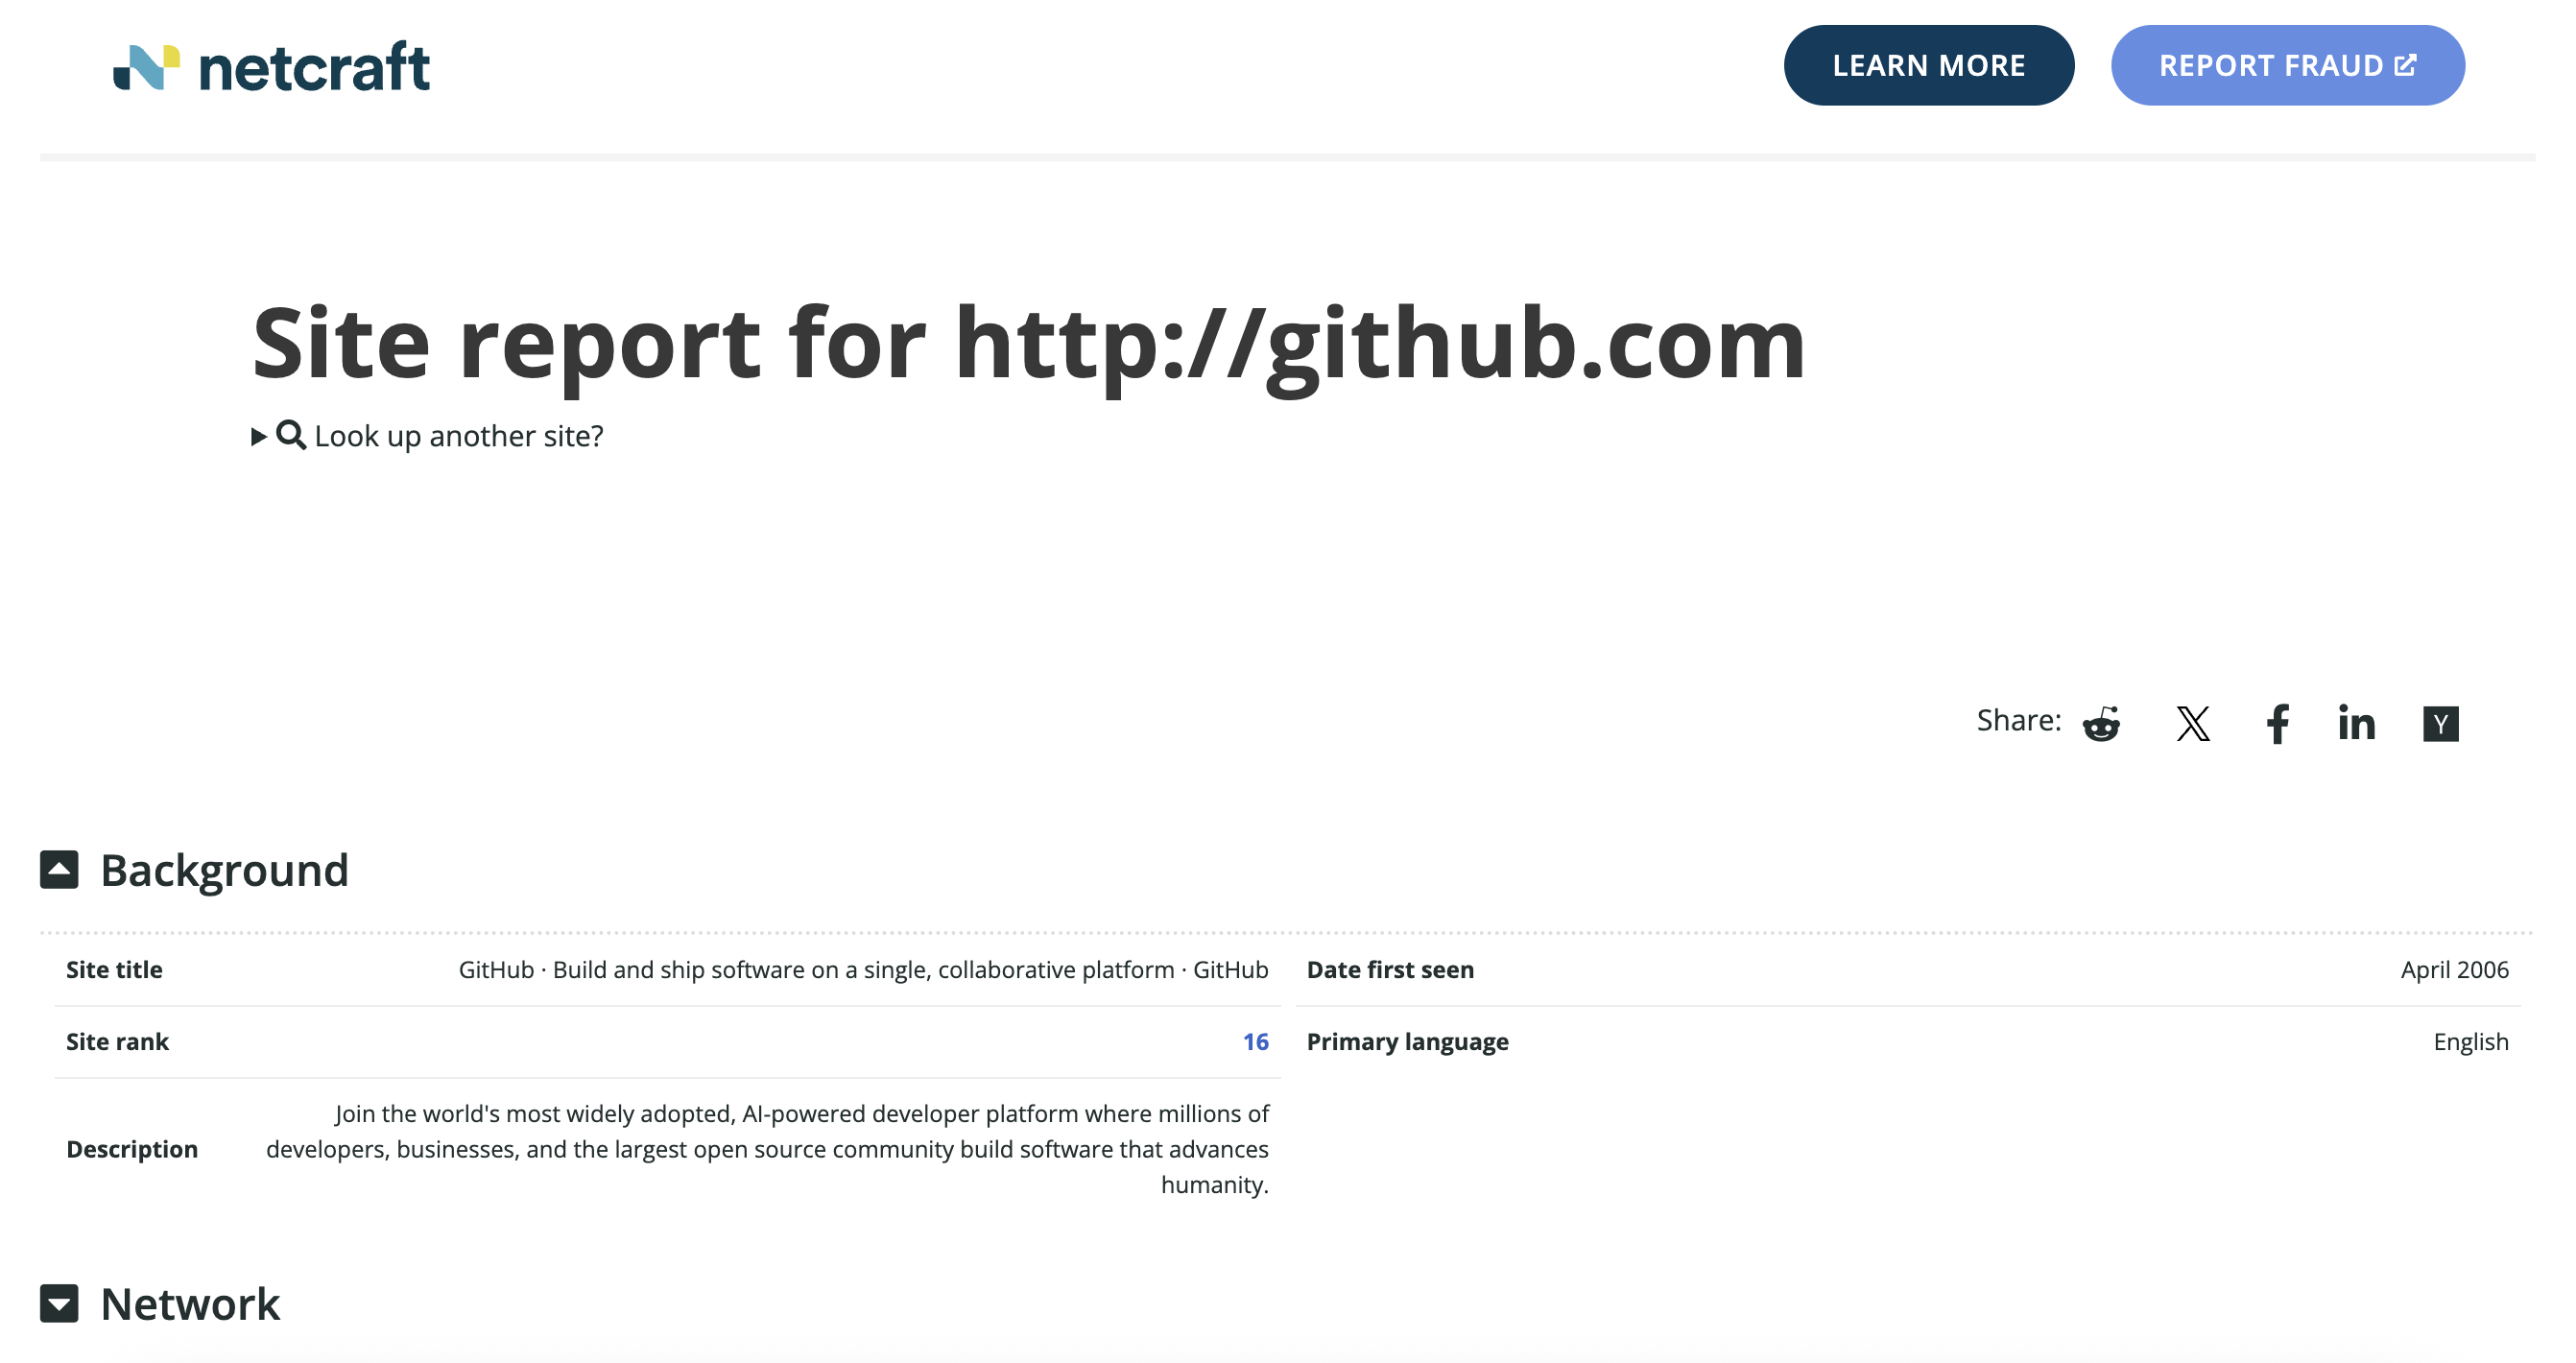 netcraft
LEARN MORE
REPORT FRAUD
Site report for http://github.com
Look up another site?
Share:
Background
Site title
GitHub · Build and ship software on a single, collaborative platform · GitHub
Date first seen
April 2006
Site rank
16
Primary language
English
Description
Join the world's most widely adopted, AI-powered developer platform where millions of
developers, businesses, and the largest open source community build software that advances
humanity.
Network